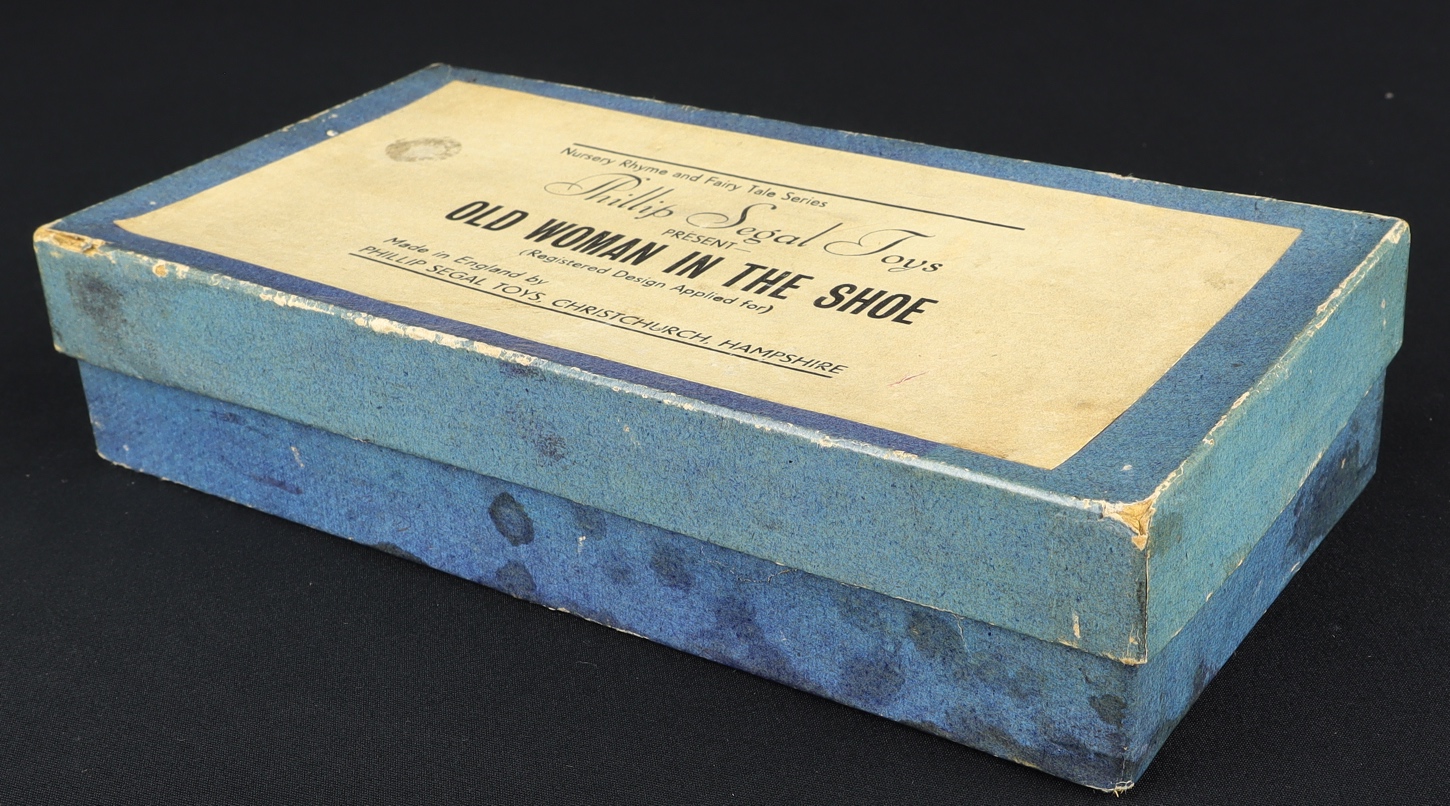 Nursery Rhyme and Fairy Tale Series
Phillip Segal Toys
PRESENT
OLD WOMAN IN THE SHOE
(Registered Design Applied for)
Made in England by
PHILLIP SEGAL TOYS, CHRISTCHURCH, HAMPSHIRE